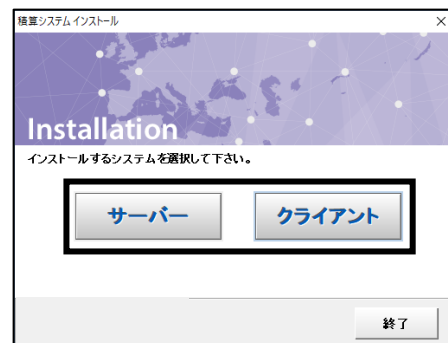 積算システム インストール
Installation
インストールするシステムを選択して下さい。
サーバー
クライアント
終了